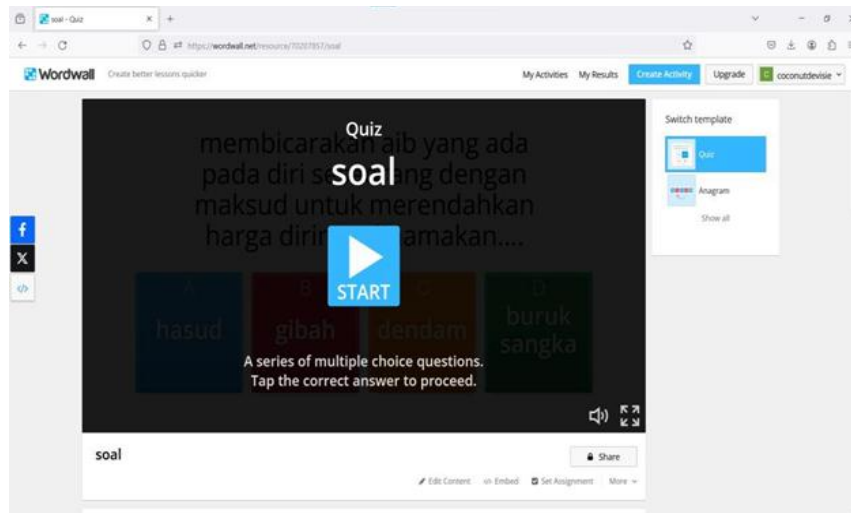 soal - Quiz
https://wordwall.net/resource/70207857/soal
Wordwall Create better lessons quicker
My Activities My Results Create Activity Upgrade C coconutdevisie
membicarakan aib yang ada
pada diri seseorang dengan
maksud untuk merendahkan
harga diri amakan....
Quiz
soal
START
A B C D
hasud gibah dendam buruk sangka
A series of multiple choice questions.
Tap the correct answer to proceed.
Switch template
Quiz
Anagram
Show all
soal
Share
Edit Content Embed Set Assignment More